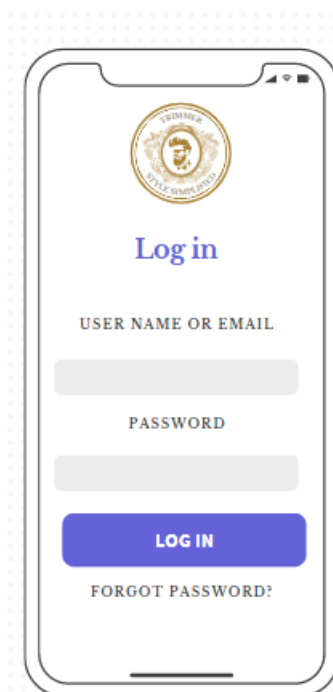 TRIMMER
STYLE SIMPLIFIED
Log in
USER NAME OR EMAIL
PASSWORD
LOG IN
FORGOT PASSWORD?